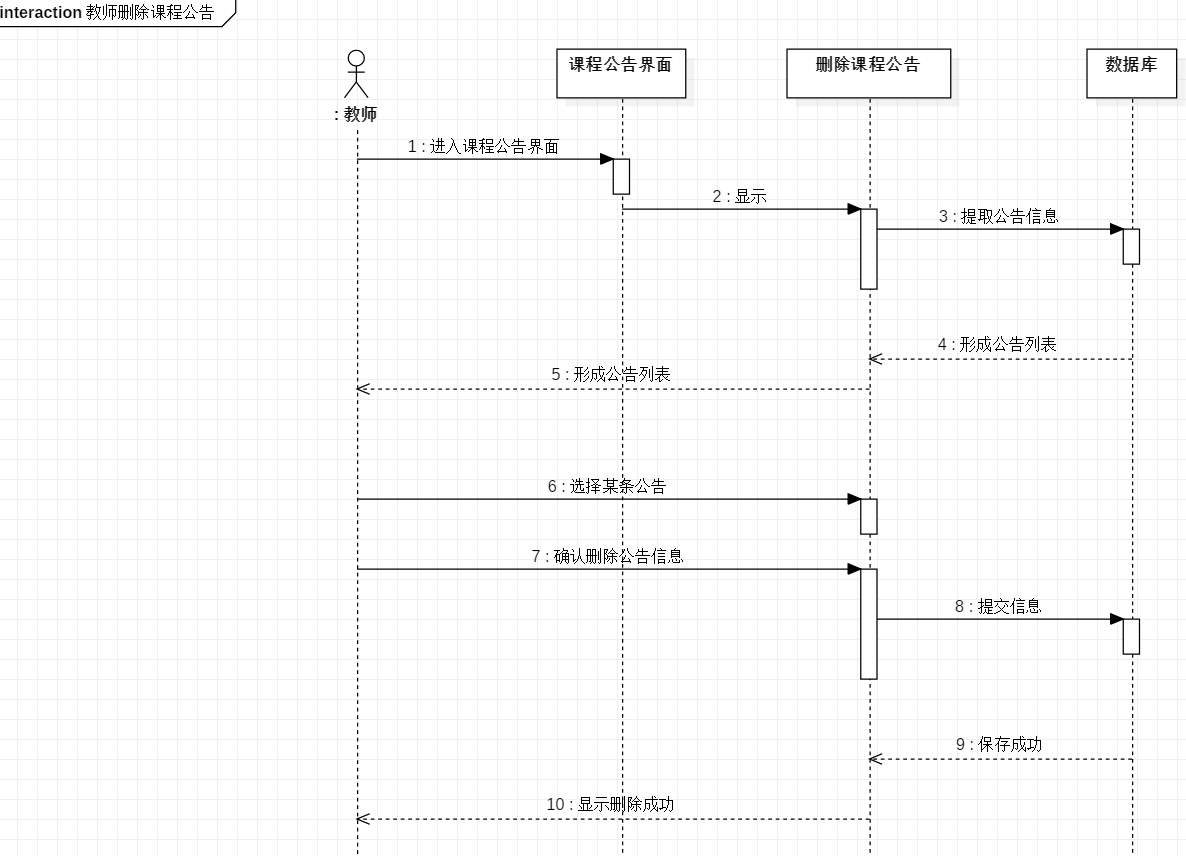 interaction 教师删除课程公告
课程公告界面
删除课程公告
数据库
: 教师
1 : 进入课程公告界面
2 : 显示
3 : 提取公告信息
4 : 形成公告列表
5 : 形成公告列表
6 : 选择某条公告
7 : 确认删除公告信息
8 : 提交信息
9 : 保存成功
10 : 显示删除成功